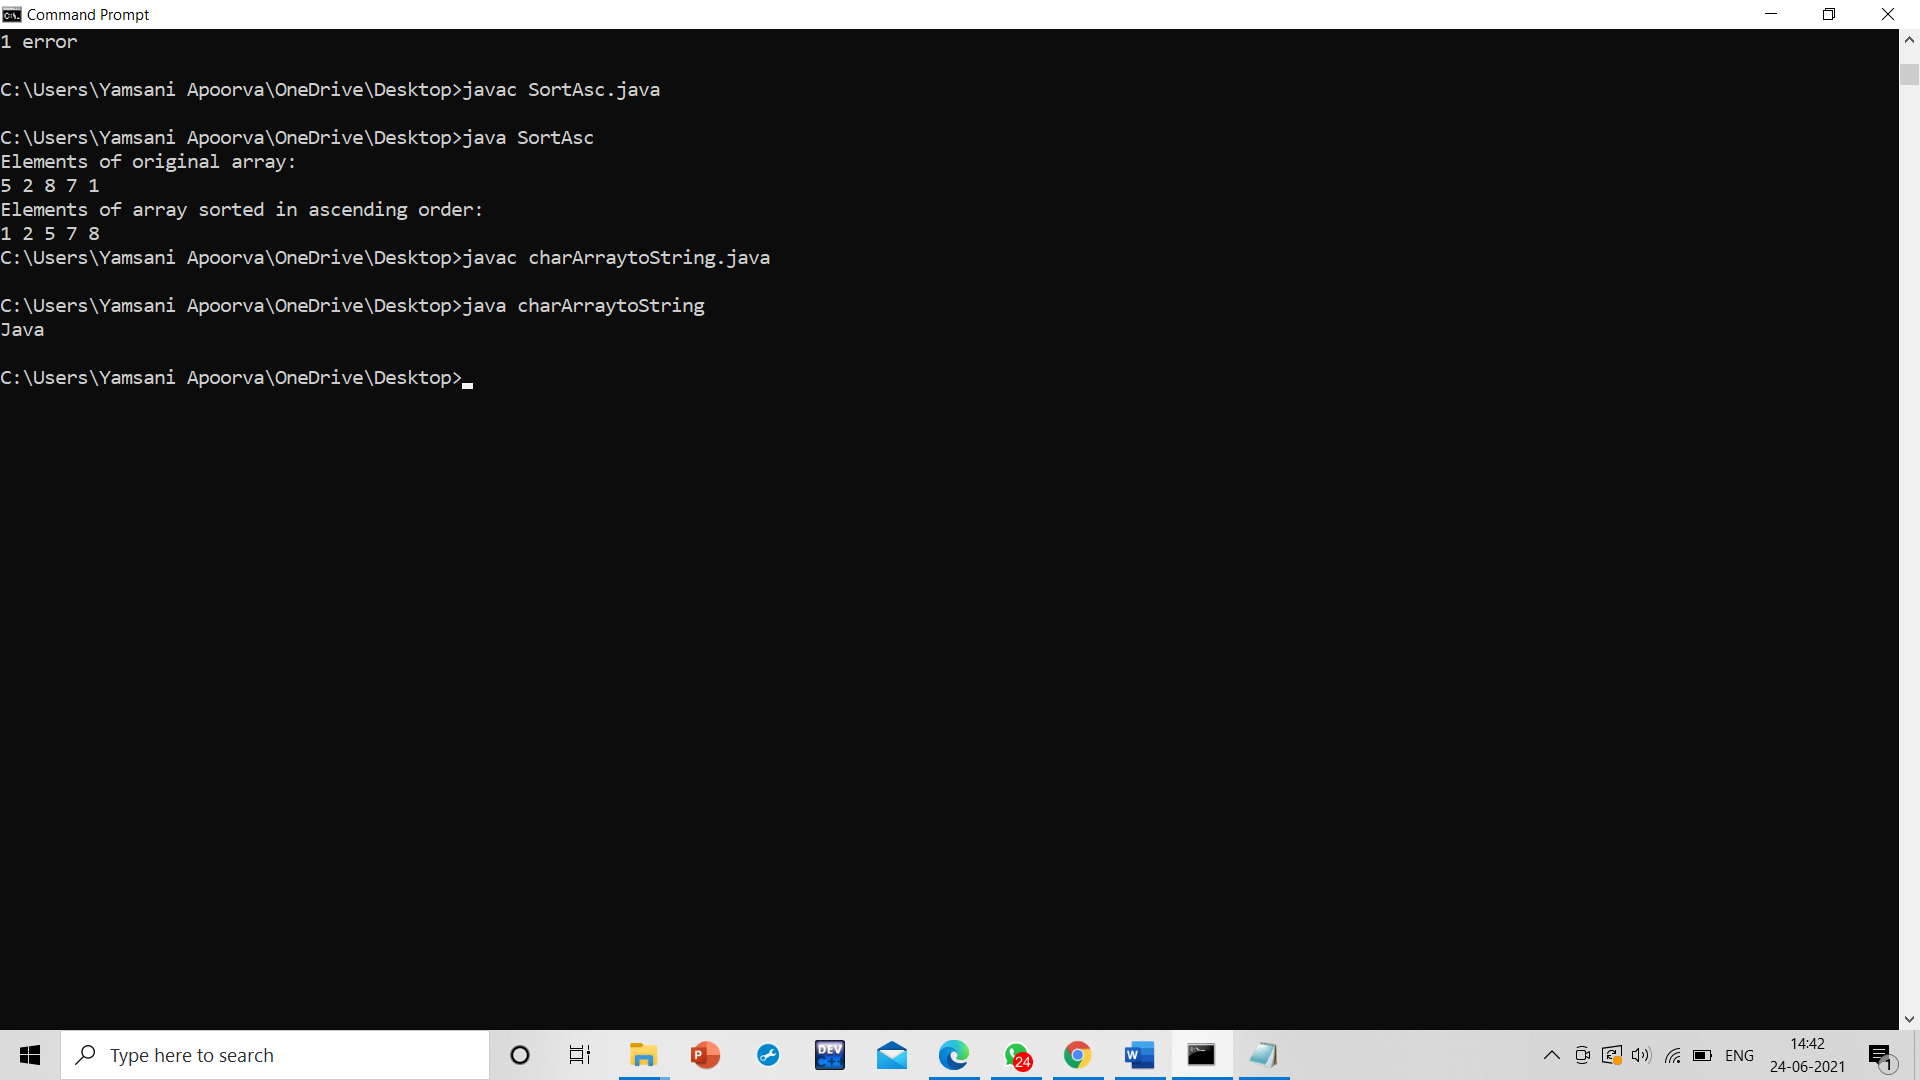 Command Prompt
1 error
C:\Users\Yamsani Apoorva\OneDrive\Desktop>javac SortAsc.java
C:\Users\Yamsani Apoorva\OneDrive\Desktop>java SortAsc
Elements of original array:
5 2 8 7 1
Elements of array sorted in ascending order:
1 2 5 7 8
C:\Users\Yamsani Apoorva\OneDrive\Desktop>javac charArraytoString.java
C:\Users\Yamsani Apoorva\OneDrive\Desktop>java charArraytoString
Java
C:\Users\Yamsani Apoorva\OneDrive\Desktop>
Type here to search
P
DEV
C++
24
W
ENG
14:42
24-06-2021
1